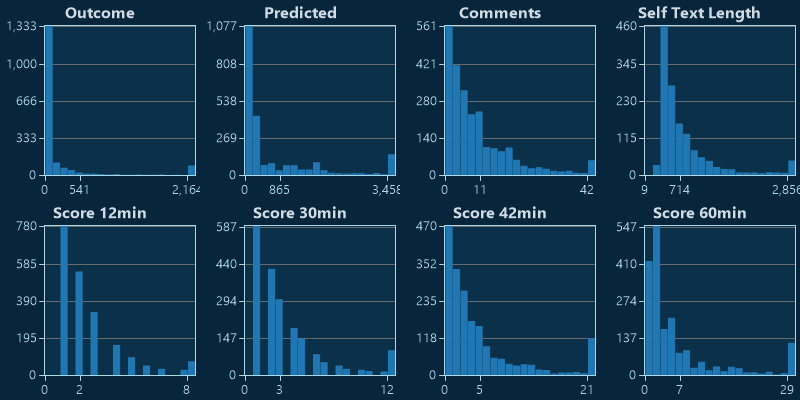 Outcome
1,333
1,000
666
333
0
0 541 2,164
Predicted
1,077
808
538
269
0
0 865 3,458
Comments
561
421
280
140
0
0 11 42
Self Text Length
460
345
230
115
0
9 714 2,856
Score 12min
780
585
390
195
0
0 2 8
Score 30min
587
440
294
147
0
0 3 12
Score 42min
470
352
235
118
0
0 5 21
Score 60min
547
410
274
137
0
0 7 29